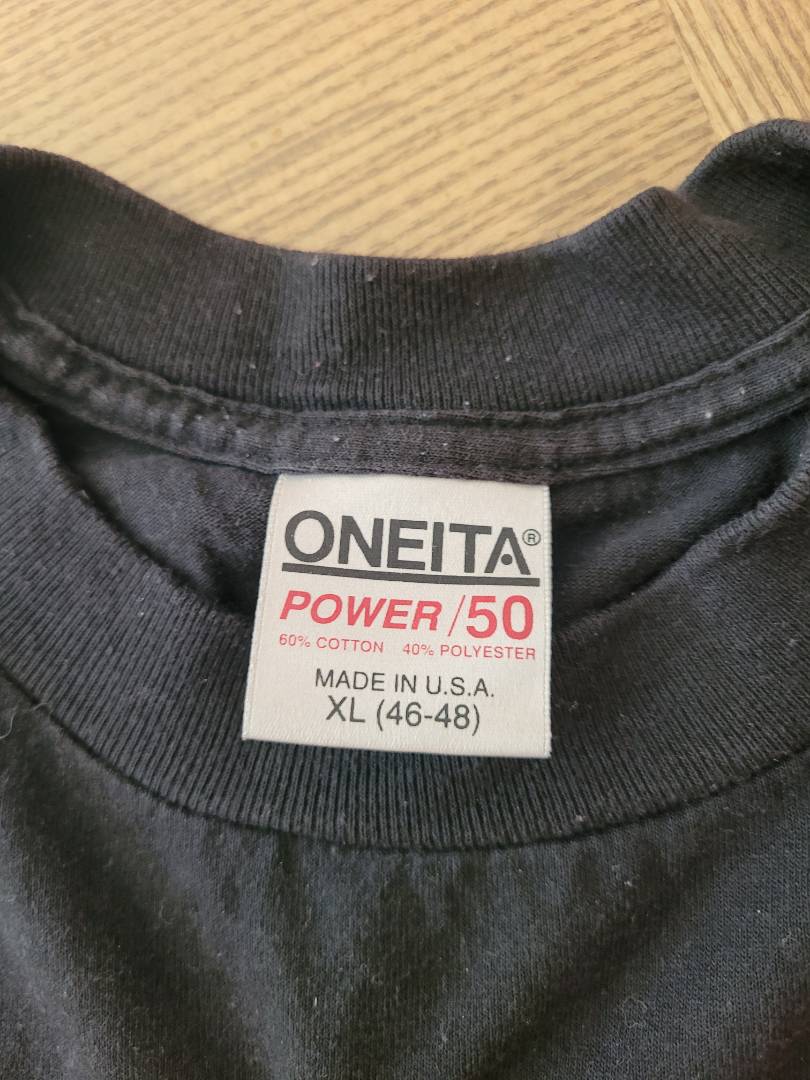 ONEITA®
POWER/50
60% COTTON 40% POLYESTER
MADE IN U.S.A.
XL (46-48)